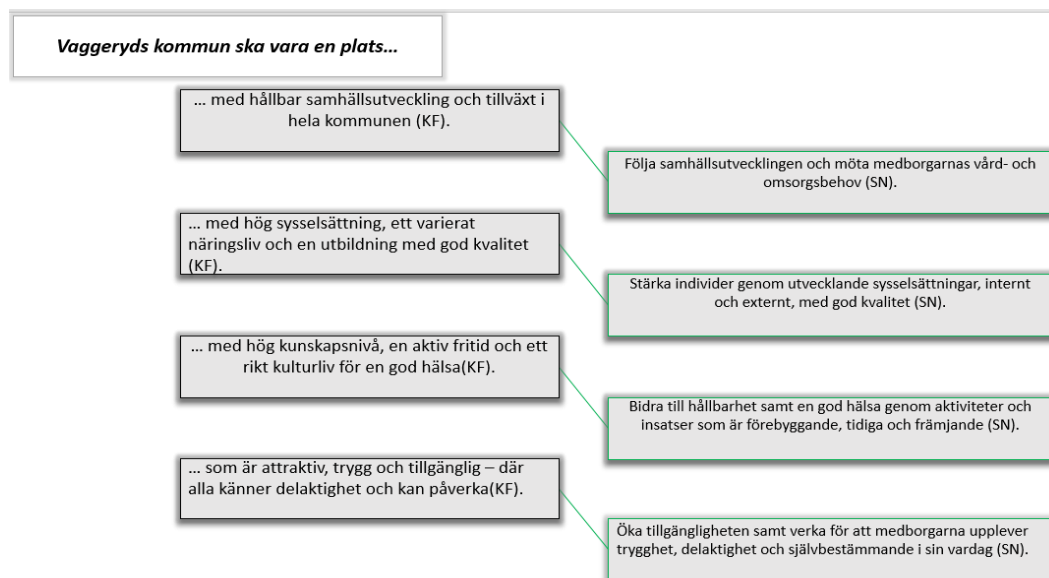 Vaggeryds kommun ska vara en plats...
... med hållbar samhällsutveckling och tillväxt i
hela kommunen (KF).
Följa samhällsutvecklingen och möta medborgarnas vård- och
omsorgsbehov (SN).
... med hög sysselsättning, ett varierat
näringsliv och en utbildning med god kvalitet
(KF).
Stärka individer genom utvecklande sysselsättningar, internt
och externt, med god kvalitet (SN).
... med hög kunskapsnivå, en aktiv fritid och ett
rikt kulturliv för en god hälsa(KF).
Bidra till hållbarhet samt en god hälsa genom aktiviteter och
insatser som är förebyggande, tidiga och främjande (SN).
... som är attraktiv, trygg och tillgänglig – där
alla känner delaktighet och kan påverka(KF).
Öka tillgängligheten samt verka för att medborgarna upplever
trygghet, delaktighet och självbestämmande i sin vardag (SN).